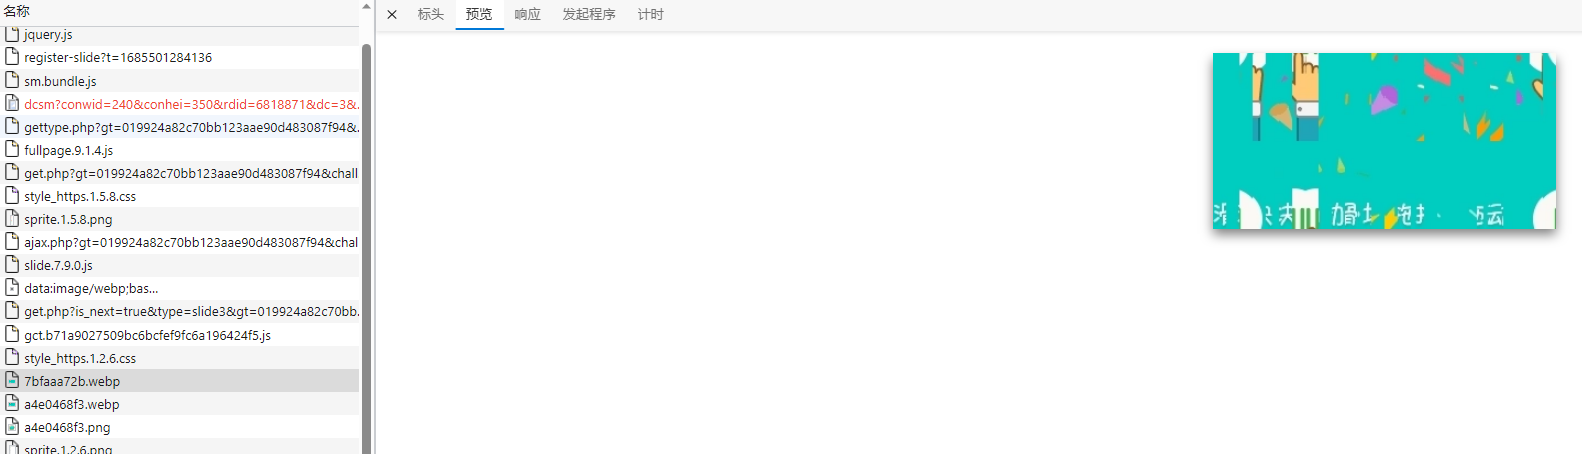 名称
标头 预览 响应 发起程序 计时
jquery.js
register-slide?t=1685501284136
sm.bundle.js
dcsm?conwid=240&conhei=350&rdid=6818871&dc=3&..
gettype.php?gt=019924a82c70bb123aae90d483087f94&..
fullpage.9.1.4.js
get.php?gt=019924a82c70bb123aae90d483087f94&chall
style_https.1.5.8.css
sprite.1.5.8.png
ajax.php?gt=019924a82c70bb123aae90d483087f94&chal
slide.7.9.0.js
data:image/webp;bas...
get.php?is_next=true&type=slide3&gt=019924a82c70bb..
gct.b71a9027509bc6bcfef9fc6a196424f5.js
style_https.1.2.6.css
7bfaaa72b.webp
a4e0468f3.webp
a4e0468f3.png
sprite.1.2.6.png